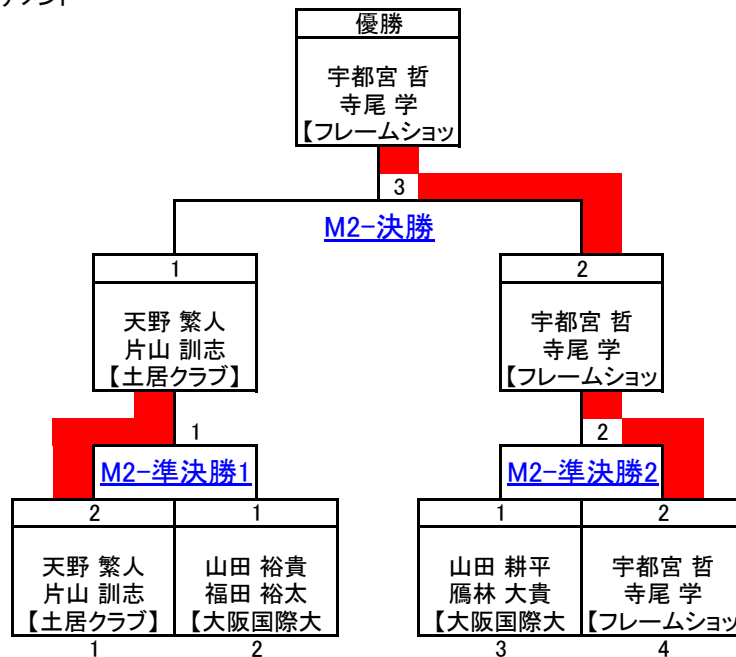 優勝
宇都宮 哲
寺尾 学
【フレームショッ
3
M2-決勝
1
2
天野 繁人
片山 訓志
【土居クラブ】
宇都宮 哲
寺尾 学
【フレームショッ
1
2
M2-準決勝1
M2-準決勝2
2
1
1
2
天野 繁人
片山 訓志
【土居クラブ】
山田 裕貴
福田 裕太
【大阪国際大
山田 耕平
鴈林 大貴
【大阪国際大
宇都宮 哲
寺尾 学
【フレームショッ
1
2
3
4